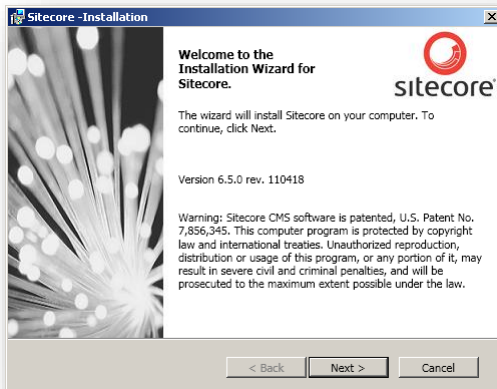 Sitecore -Installation
Welcome to the
Installation Wizard for
Sitecore.
sitecore
The wizard will install Sitecore on your computer. To
continue, click Next.
Version 6.5.0 rev. 110418
Warning: Sitecore CMS software is patented, U.S. Patent No.
7,856,345. This computer program is protected by copyright
law and international treaties. Unauthorized reproduction,
distribution or usage of this program, or any portion of it, may
result in severe civil and criminal penalties, and will be
prosecuted to the maximum extent possible under the law.
< Back Next > Cancel